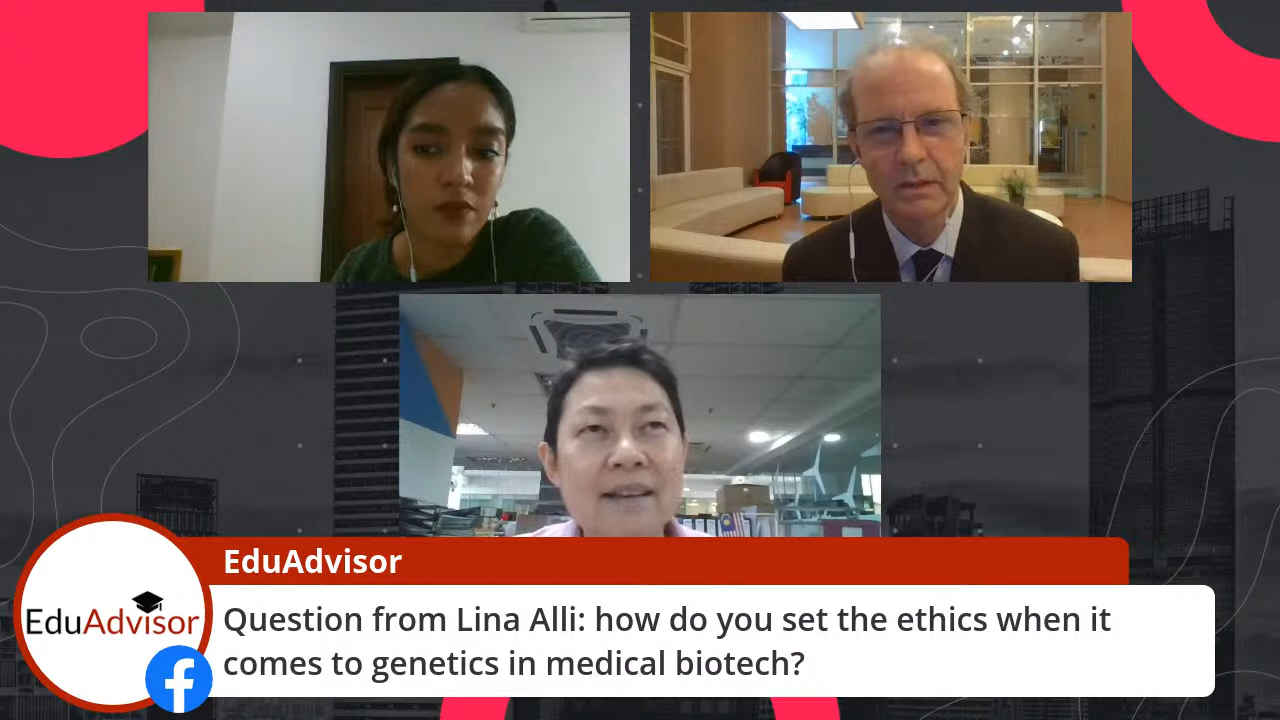 EduAdvisor
EduAdvisor
Question from Lina Alli: how do you set the ethics when it
comes to genetics in medical biotech?